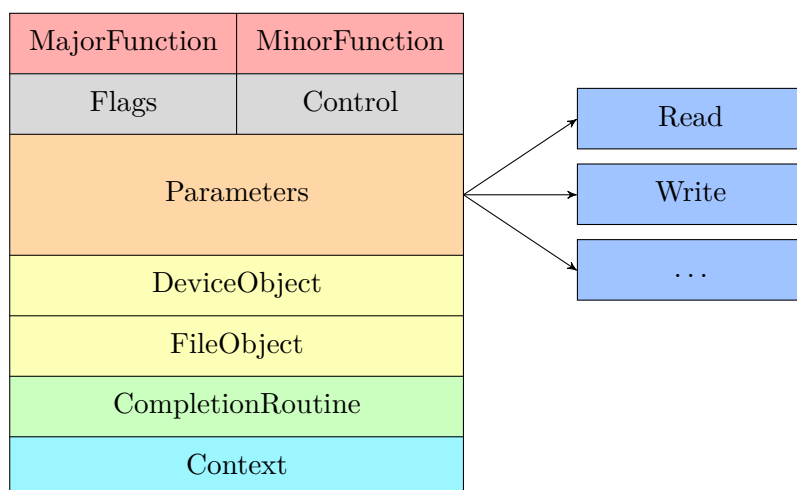 MajorFunction MinorFunction
Flags Control
Parameters
DeviceObject
FileObject
CompletionRoutine
Context
Read
Write
...